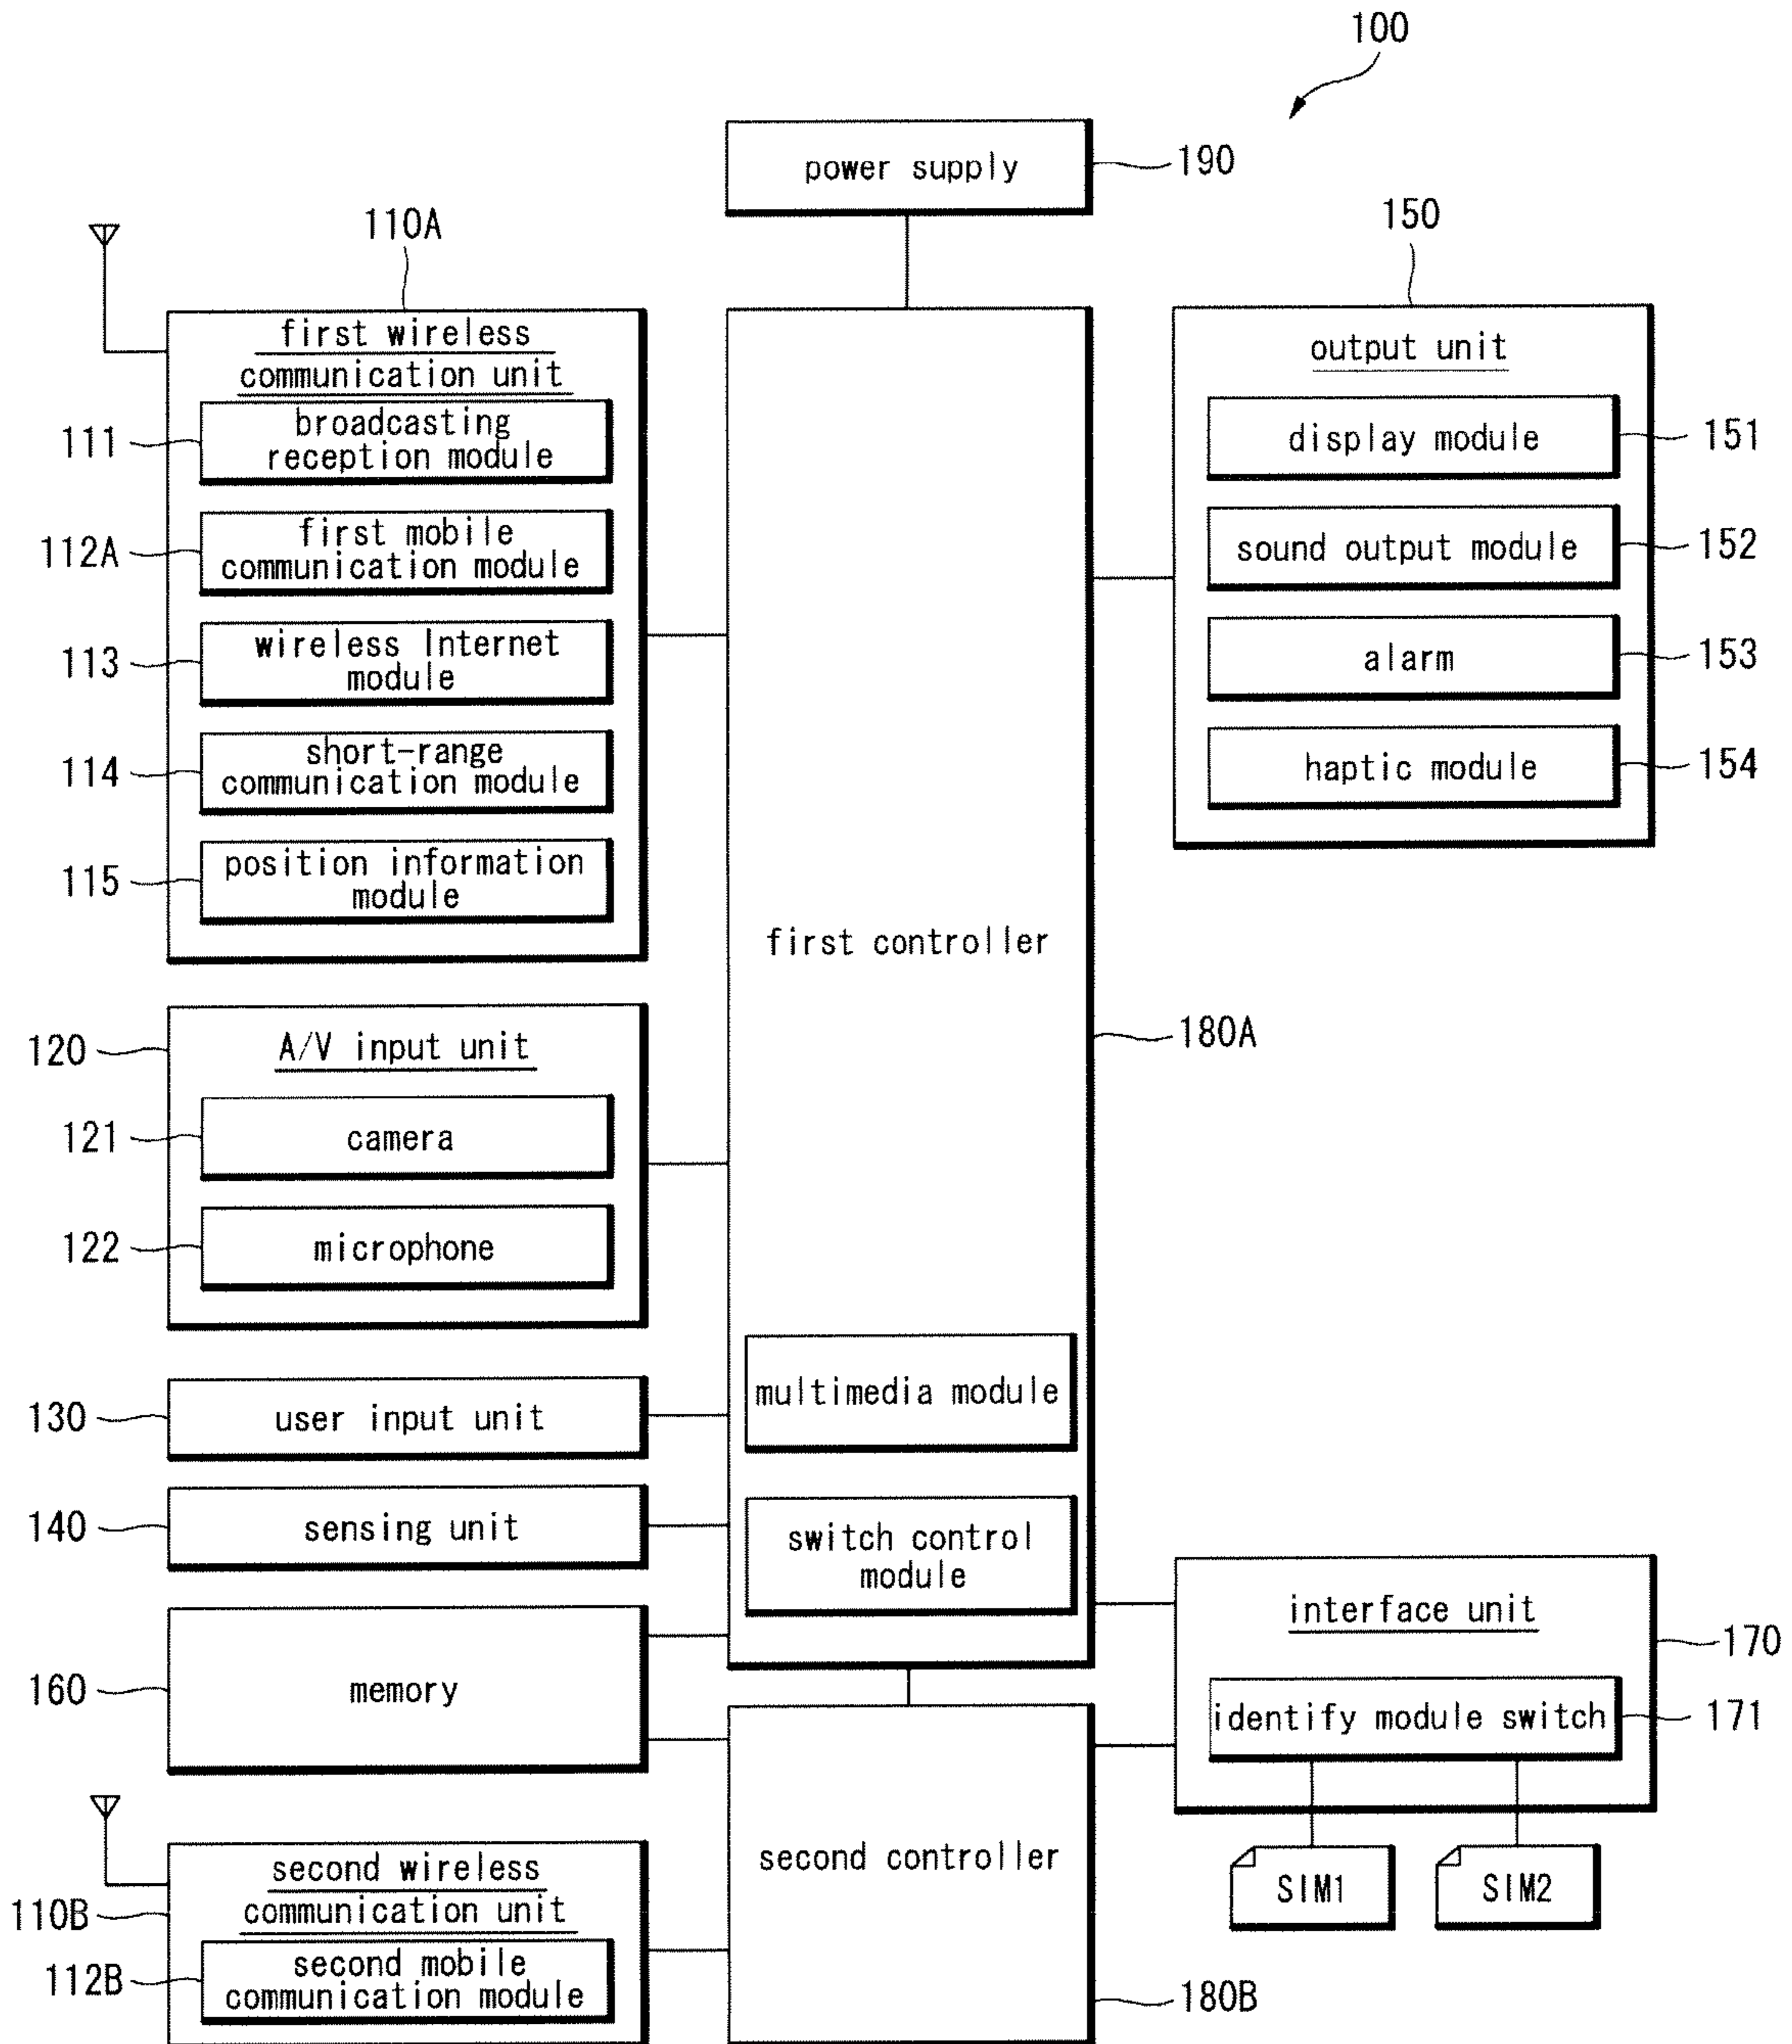 100
power supply
190
110A
150
first wireless
communication unit
111
broadcasting
reception module
112A
first mobile
communication module
113
wireless Internet
module
114
short-range
communication module
115
position information
module
output unit
display module
151
sound output module
152
alarm
153
haptic module
154
first controller
180A
120
A/V input unit
121
camera
122
microphone
multimedia module
130
user input unit
140
sensing unit
switch control
module
160
memory
interface unit
170
identify module switch
171
SIM1
SIM2
second controller
180B
110B
second wireless
communication unit
112B
second mobile
communication module